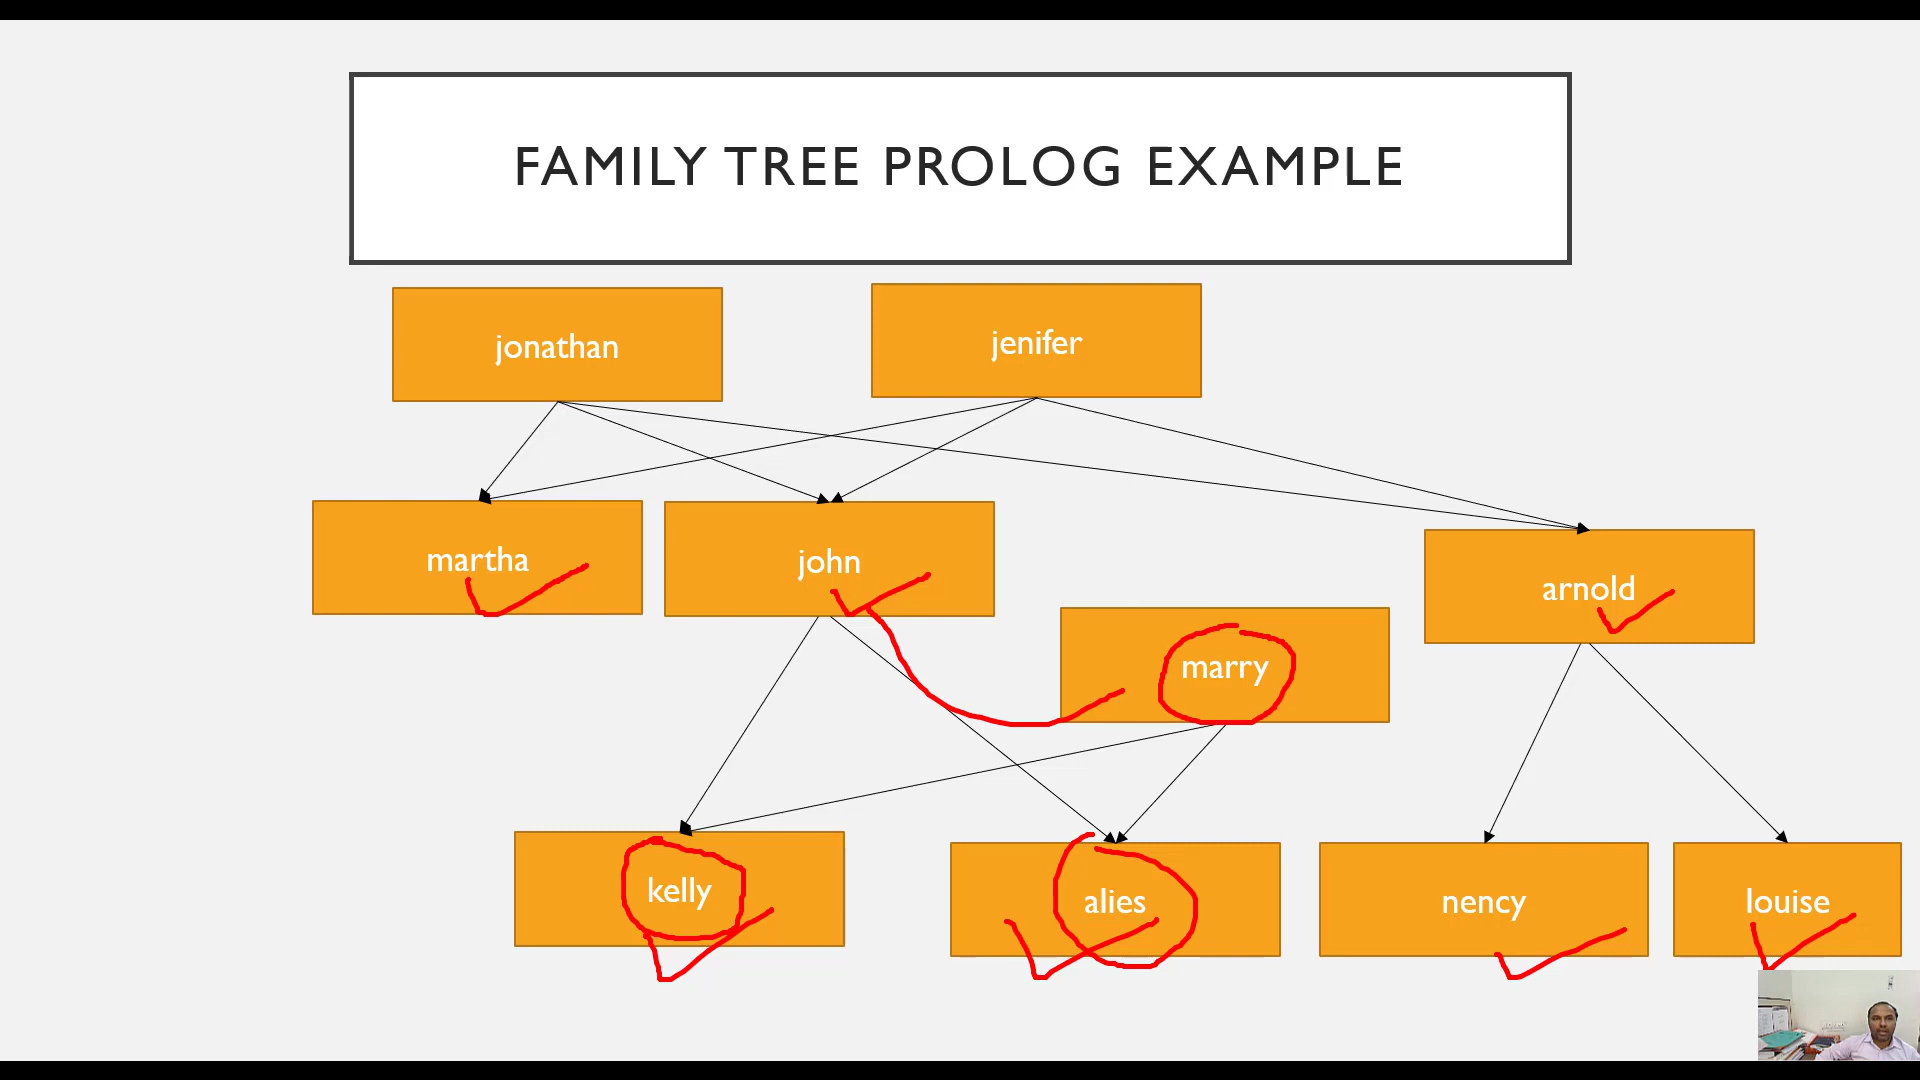 FAMILY TREE PROLOG EXAMPLE
jonathan
jenifer
martha
john
arnold
marry
kelly
alies
nency
louise